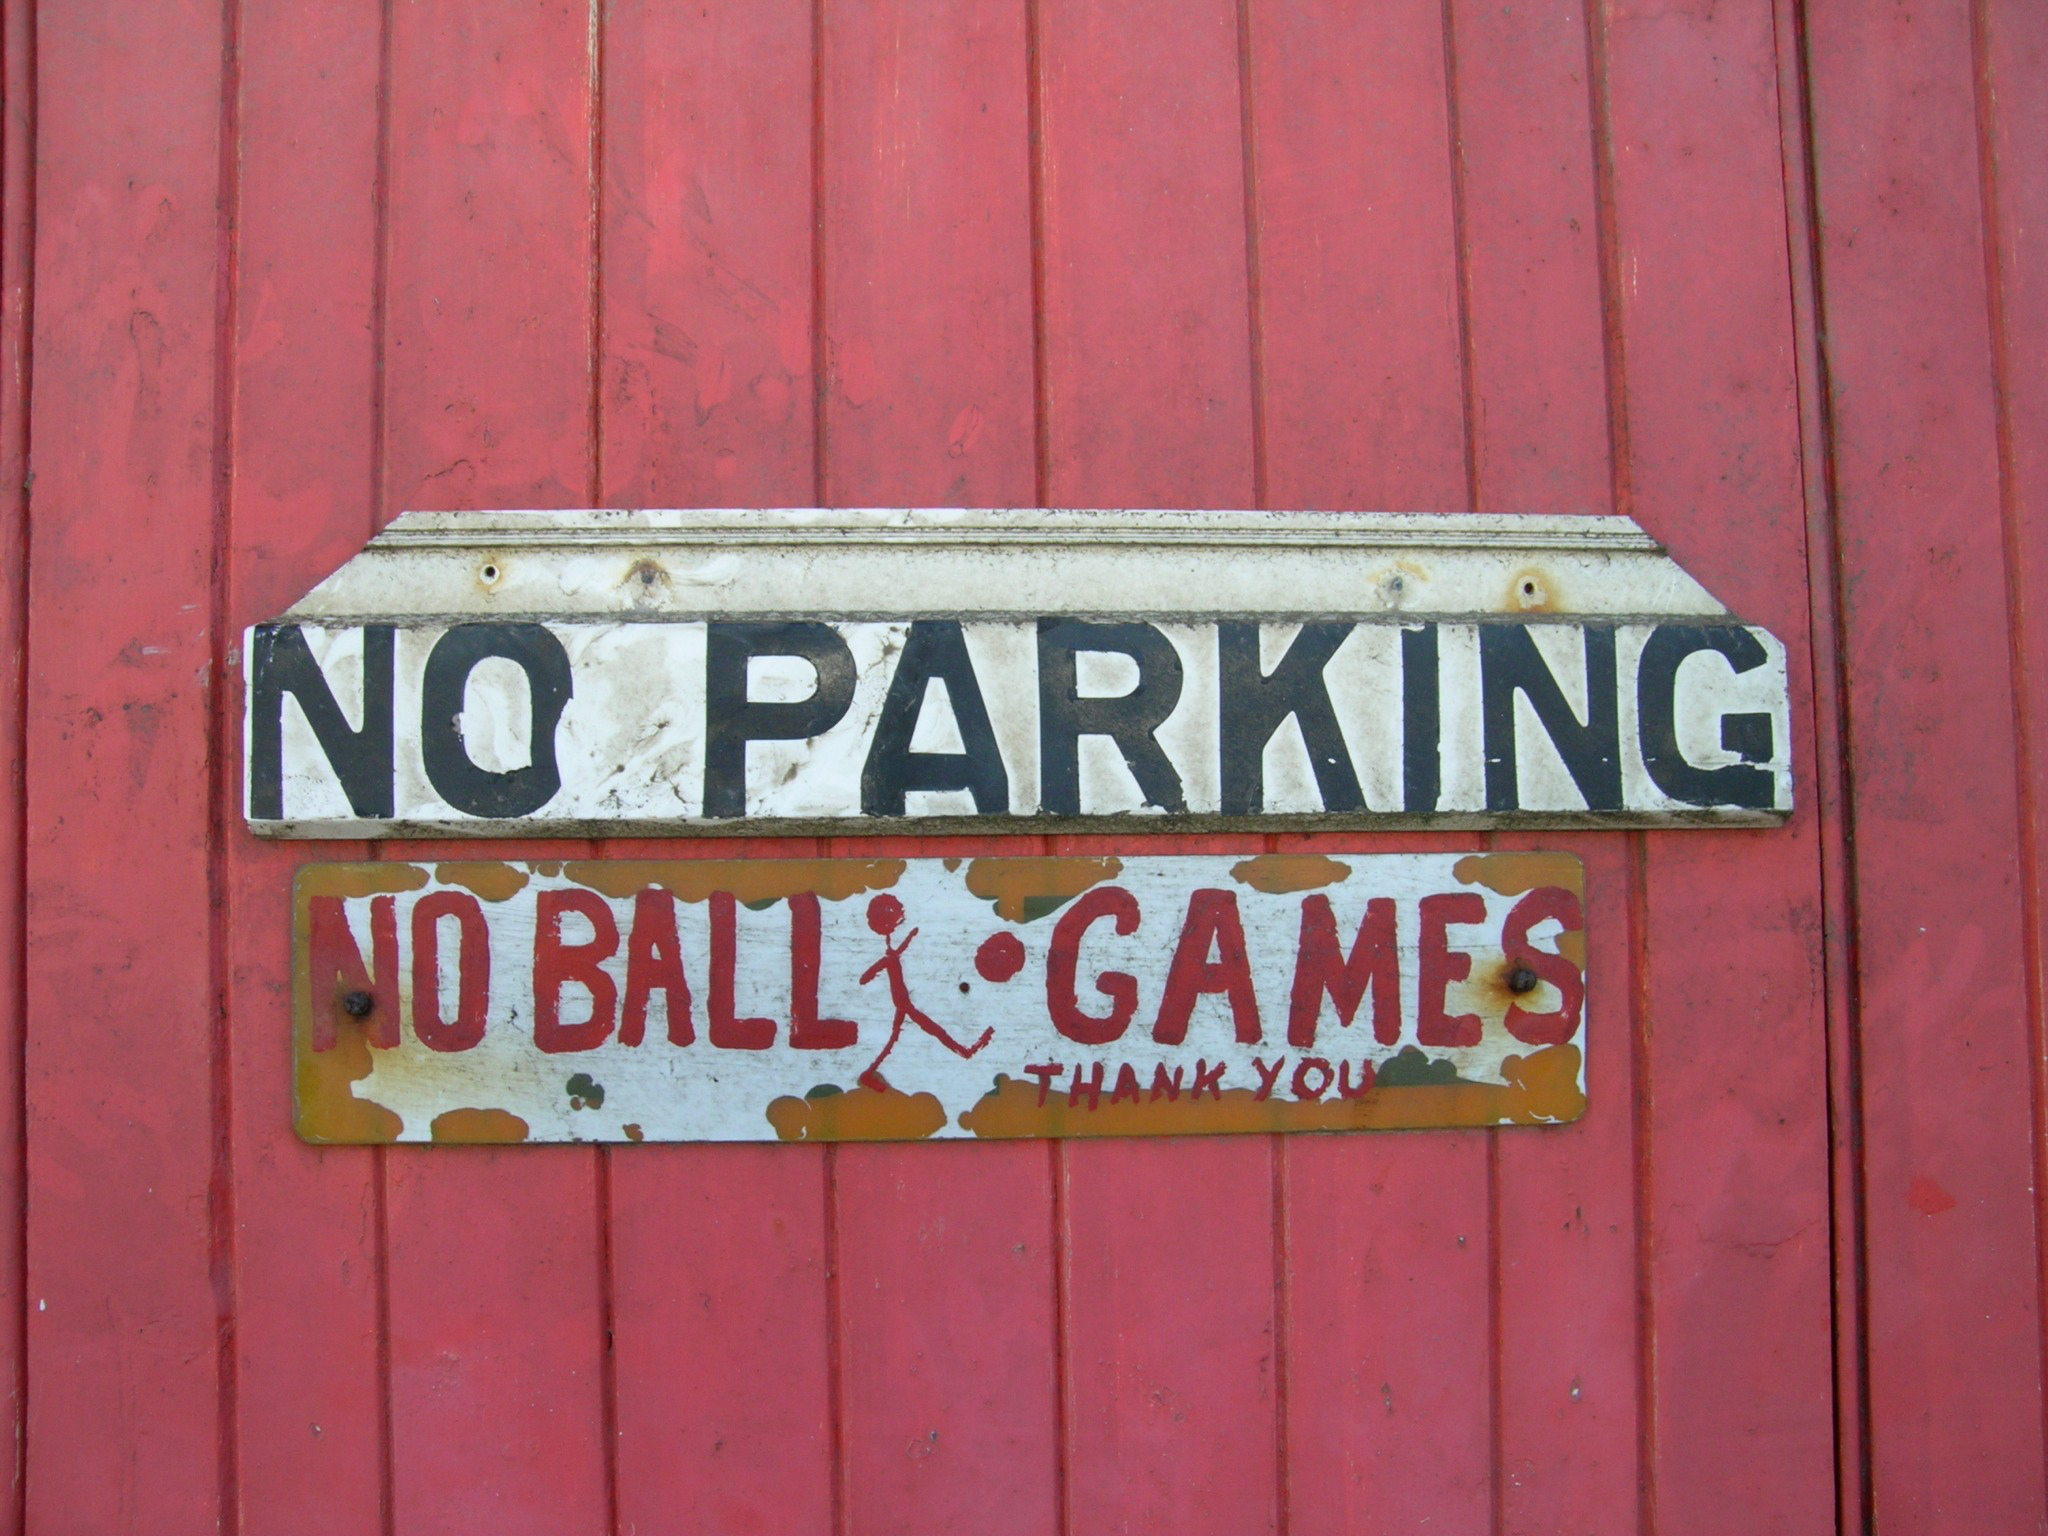 NO PARKING
NO BALL GAMES
THANK YOU